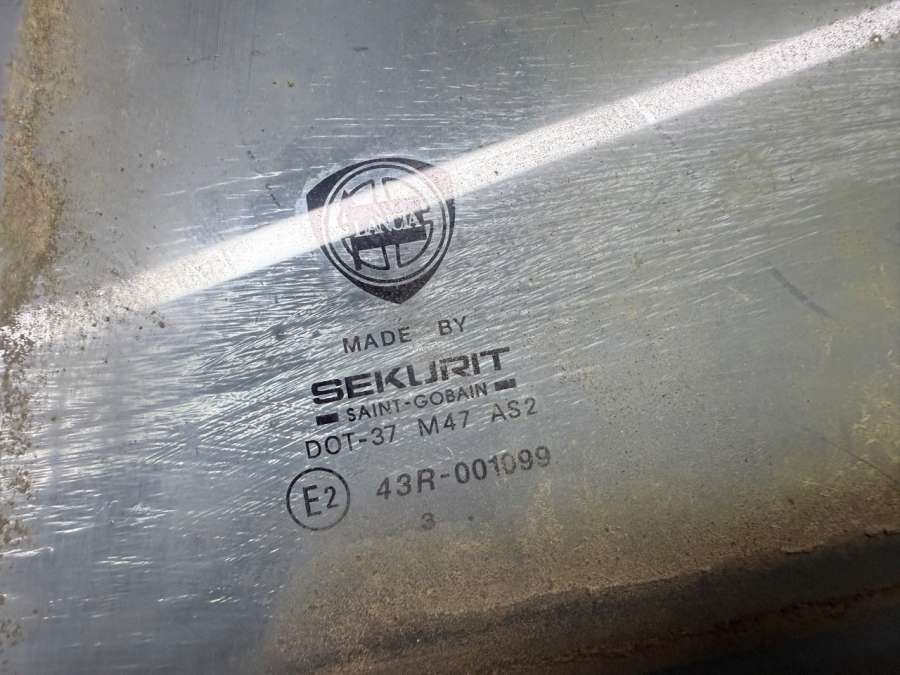 LANCIA
MADE BY
SEKURIT
SAINT-GOBAIN
DOT-37 M47 AS2
E2 43R-001099
3